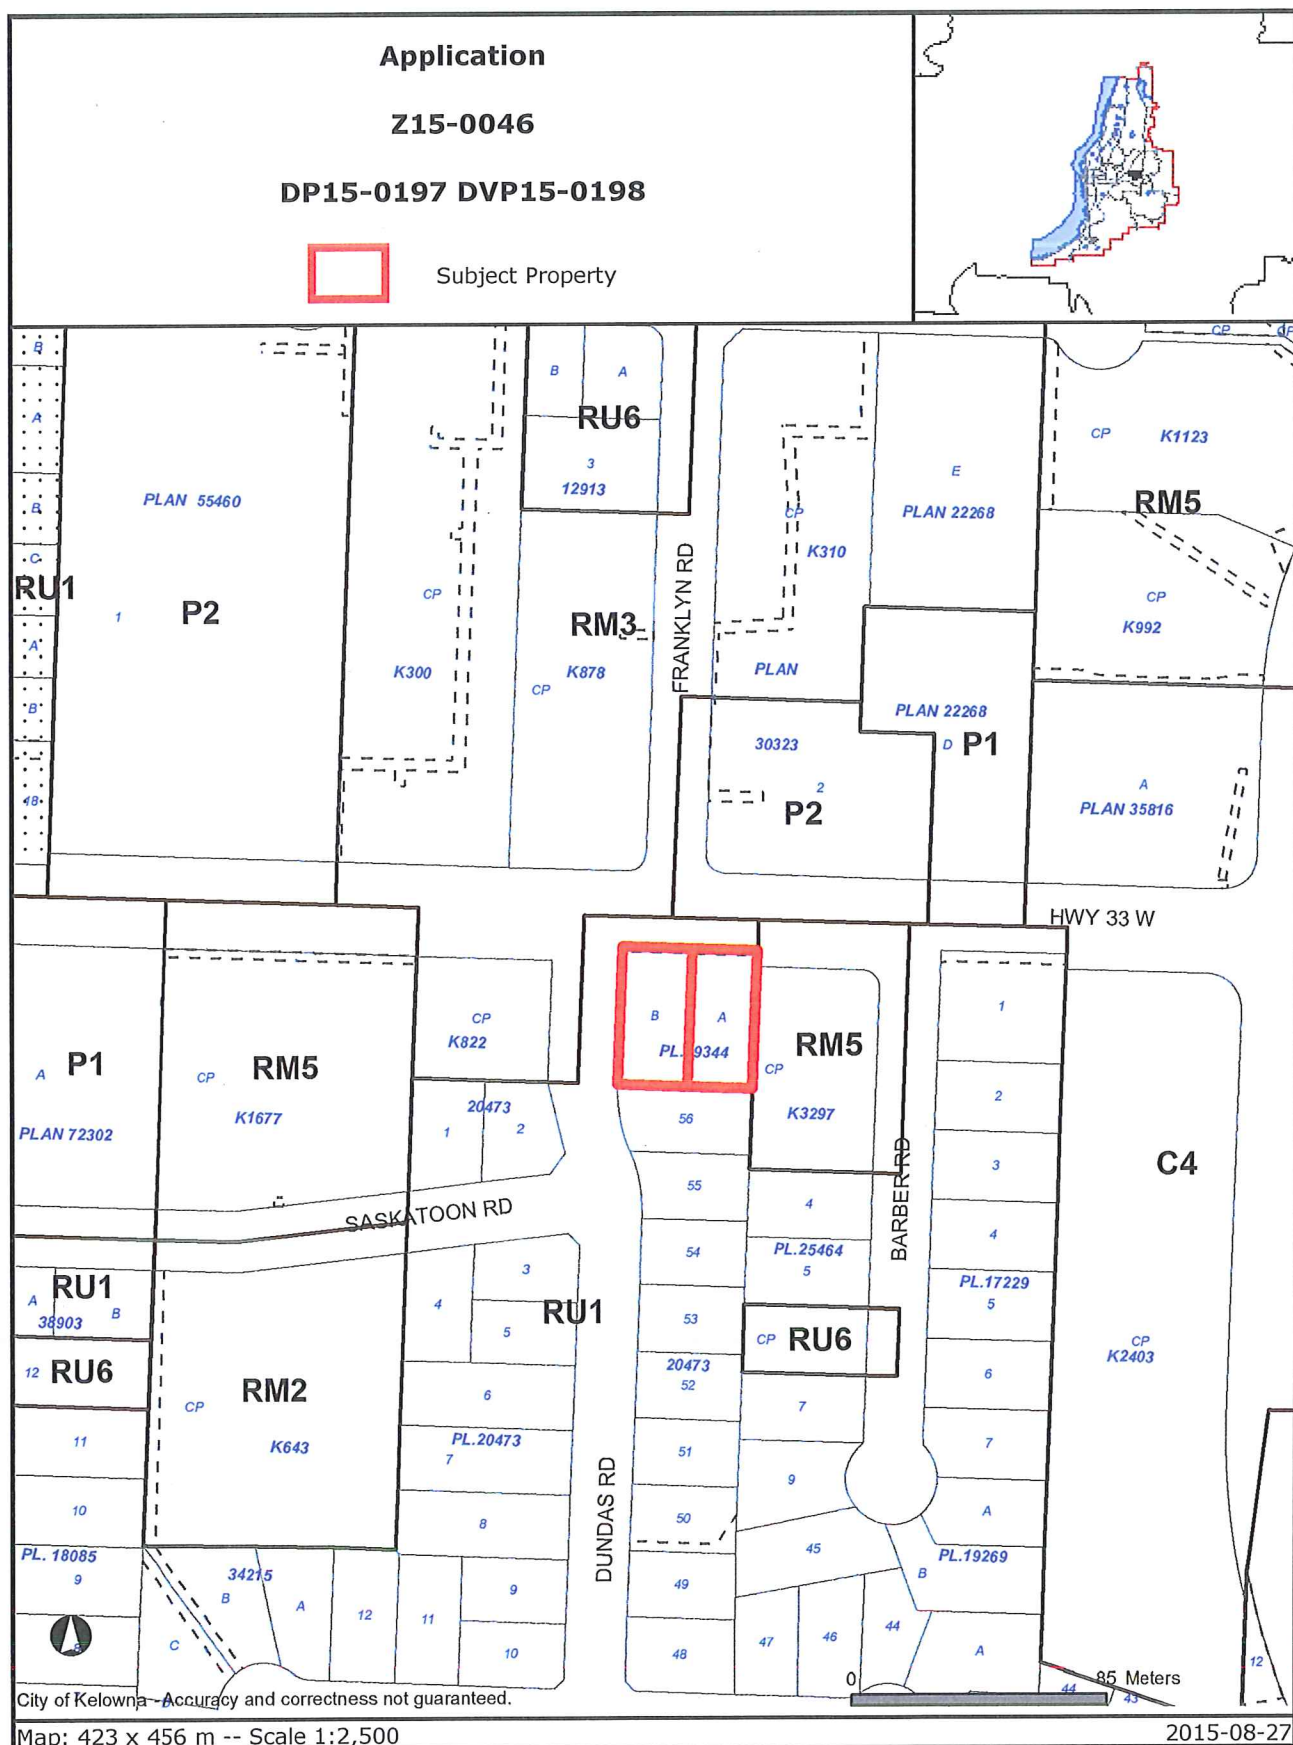 Application
Z15-0046
DP15-0197 DVP15-0198
Subject Property
CP
CP
B
A
B
C
A
B
18
RU1
PLAN 55460
1
P2
CP
K300
B
A
RU6
3
12913
RM3
CP
K878
FRANKLYN RD
CP
K310
PLAN
30323
2
P2
E
PLAN 22268
PLAN 22268
D
P1
CP
K1123
RM5
CP
K992
A
PLAN 35816
HWY 33 W
A
P1
PLAN 72302
CP
RM5
K1677
CP
K822
20473
1
2
B
A
PL. 9344
CP
RM5
K3297
SASKATOON RD
RU1
A
B
38903
12
RU6
11
10
PL. 18085
9
8
CP
RM2
K643
3
4
5
RU1
6
PL.20473
7
8
9
10
11
12
34215
B
A
C
DUNDAS RD
56
55
54
53
20473
52
51
50
49
48
4
PL.25464
5
CP
RU6
7
9
45
47
46
44
BARBER RD
1
2
3
4
PL.17229
5
6
7
A
PL.19269
B
A
C4
CP
K2403
12
44
43
0
85 Meters
City of Kelowna--Accuracy and correctness not guaranteed.
Map: 423 x 456 m -- Scale 1:2,500
2015-08-27